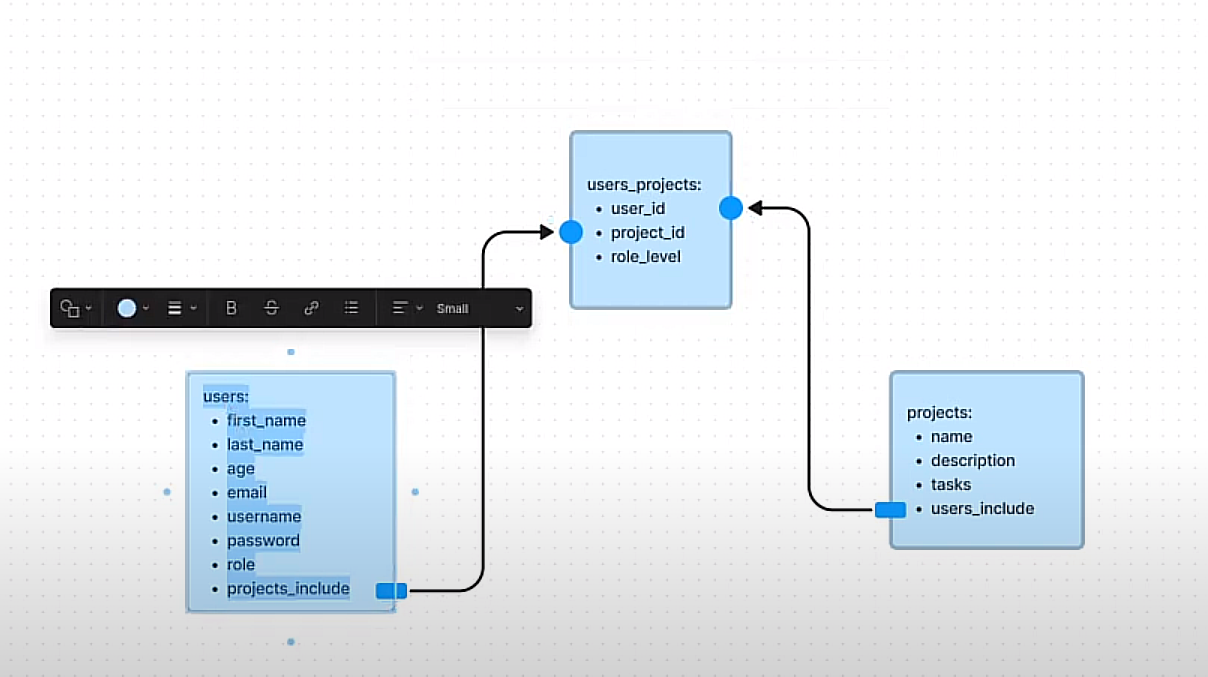 users_projects:
• user_id
• project_id
• role_level
B S Small
users:
• first_name
• last_name
• age
• email
• username
• password
• role
• projects_include
projects:
• name
• description
• tasks
• users_include